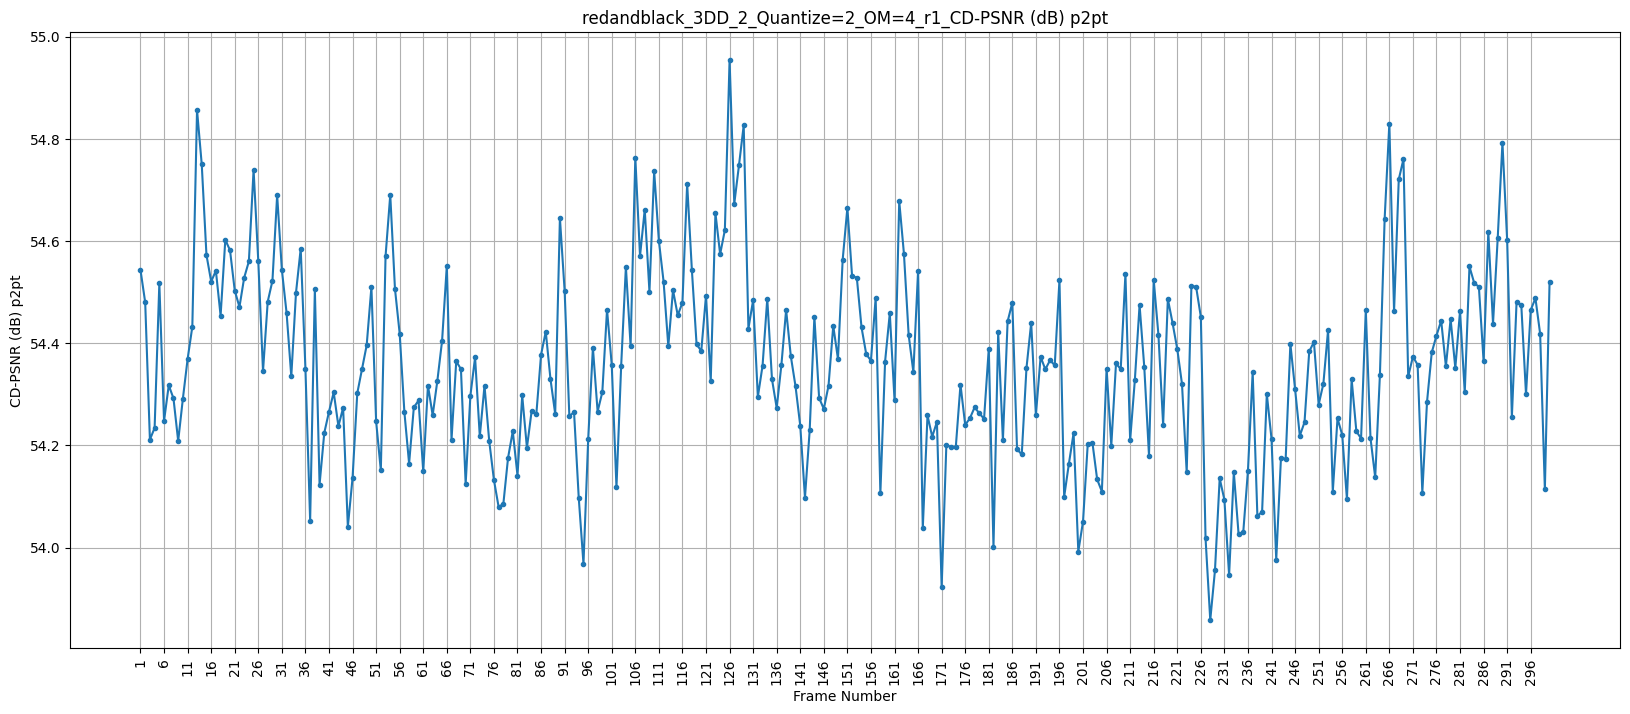 redandblack_3DD_2_Quantize=2_OM=4_r1_CD-PSNR (dB) p2pt
55.0
54.8
54.6
54.4
54.2
54.0
CD-PSNR (dB) p2pt
1 6 11 16 21 26 31 36 41 46 51 56 61 66 71 76 81 86 91 96 101 106 111 116 121 126 131 136 141 146 151 156 161 166 171 176 181 186 191 196 201 206 211 216 221 226 231 236 241 246 251 256 261 266 271 276 281 286 291 296
Frame Number